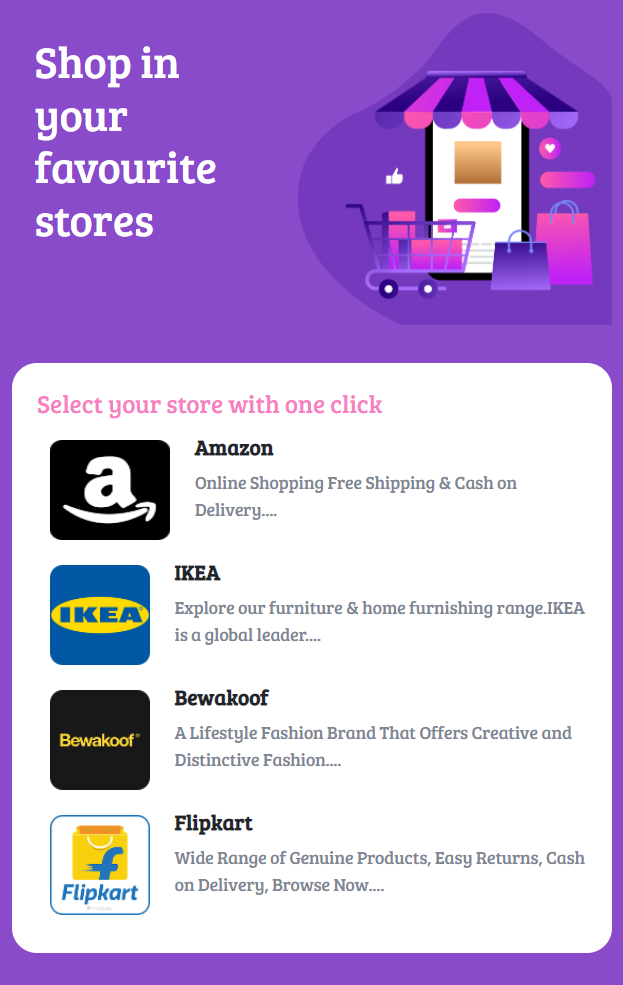 Shop in
your
favourite
stores
Select your store with one click
a
Amazon
Online Shopping Free Shipping & Cash on
Delivery....
IKEA
IKEA
Explore our furniture & home furnishing range.IKEA
is a global leader....
Bewakoof®
Bewakoof
A Lifestyle Fashion Brand That Offers Creative and
Distinctive Fashion....
f
Flipkart
Flipkart
Wide Range of Genuine Products, Easy Returns, Cash
on Delivery, Browse Now....